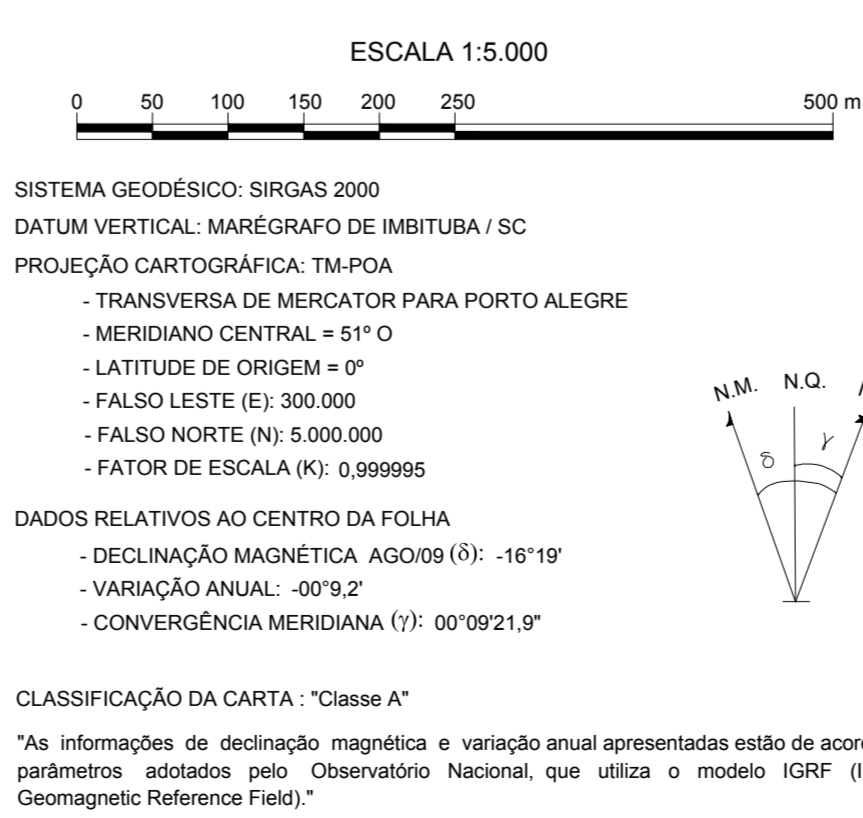 ESCALA 1:5.000
0 50 100 150 200 250 500 m
SISTEMA GEODÉSICO: SIRGAS 2000
DATUM VERTICAL: MARÉGRAFO DE IMBITUBA / SC
PROJEÇÃO CARTOGRÁFICA: TM-POA
- TRANSVERSA DE MERCATOR PARA PORTO ALEGRE
- MERIDIANO CENTRAL = 51º O
- LATITUDE DE ORIGEM = 0º
- FALSO LESTE (E): 300.000
- FALSO NORTE (N): 5.000.000
- FATOR DE ESCALA (K): 0,999995
N.M. N.Q.
δ γ
DADOS RELATIVOS AO CENTRO DA FOLHA
- DECLINAÇÃO MAGNÉTICA AGO/09 (δ): -16°19'
- VARIAÇÃO ANUAL: -00°9,2'
- CONVERGÊNCIA MERIDIANA (γ): 00°09'21,9"
CLASSIFICAÇÃO DA CARTA : "Classe A"
"As informações de declinação magnética e variação anual apresentadas estão de
parâmetros adotados pelo Observatório Nacional, que utiliza o modelo IGRF
Geomagnetic Reference Field)."